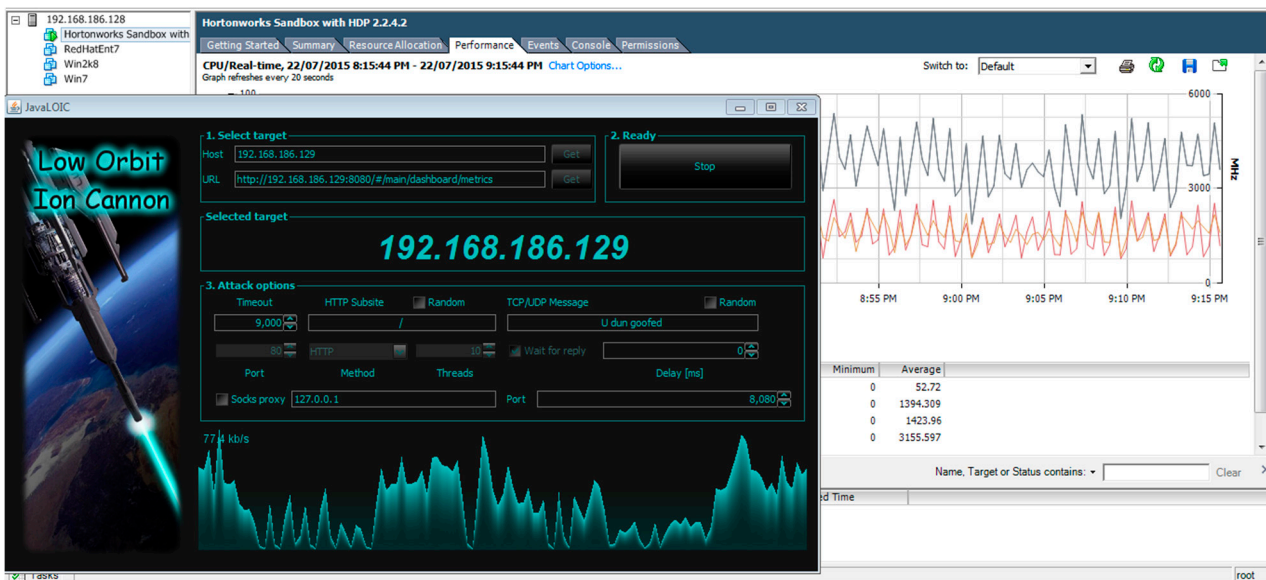 192.168.186.128
Hortonworks Sandbox with
RedHatEnt7
Win2k8
Win7
Hortonworks Sandbox with HDP 2.2.4.2
Getting Started Summary Resource Allocation Performance Events Console Permissions
CPU/Real-time, 22/07/2015 8:15:44 PM - 22/07/2015 9:15:44 PM Chart Options... Switch to: Default
Graph refreshes every 20 seconds
100
6000
3000
0
MHz
8:55 PM 9:00 PM 9:05 PM 9:10 PM 9:15 PM
Minimum Average
0 52.72
0 1394.309
0 1423.96
0 3155.597
Name, Target or Status contains: Clear
ed Time
Tasks
root
JavaLOIC
Low Orbit
Ion Cannon
1. Select target
Host 192.168.186.129 Get
URL http://192.168.186.129:8080/#/main/dashboard/metrics Get
2. Ready
Stop
Selected target
192.168.186.129
3. Attack options
Timeout HTTP Subsite Random TCP/UDP Message Random
9,000 / U dun goofed
80 HTTP 10 Wait for reply 0
Port Method Threads Delay [ms]
Socks proxy 127.0.0.1 Port 8,080
77.4 kb/s